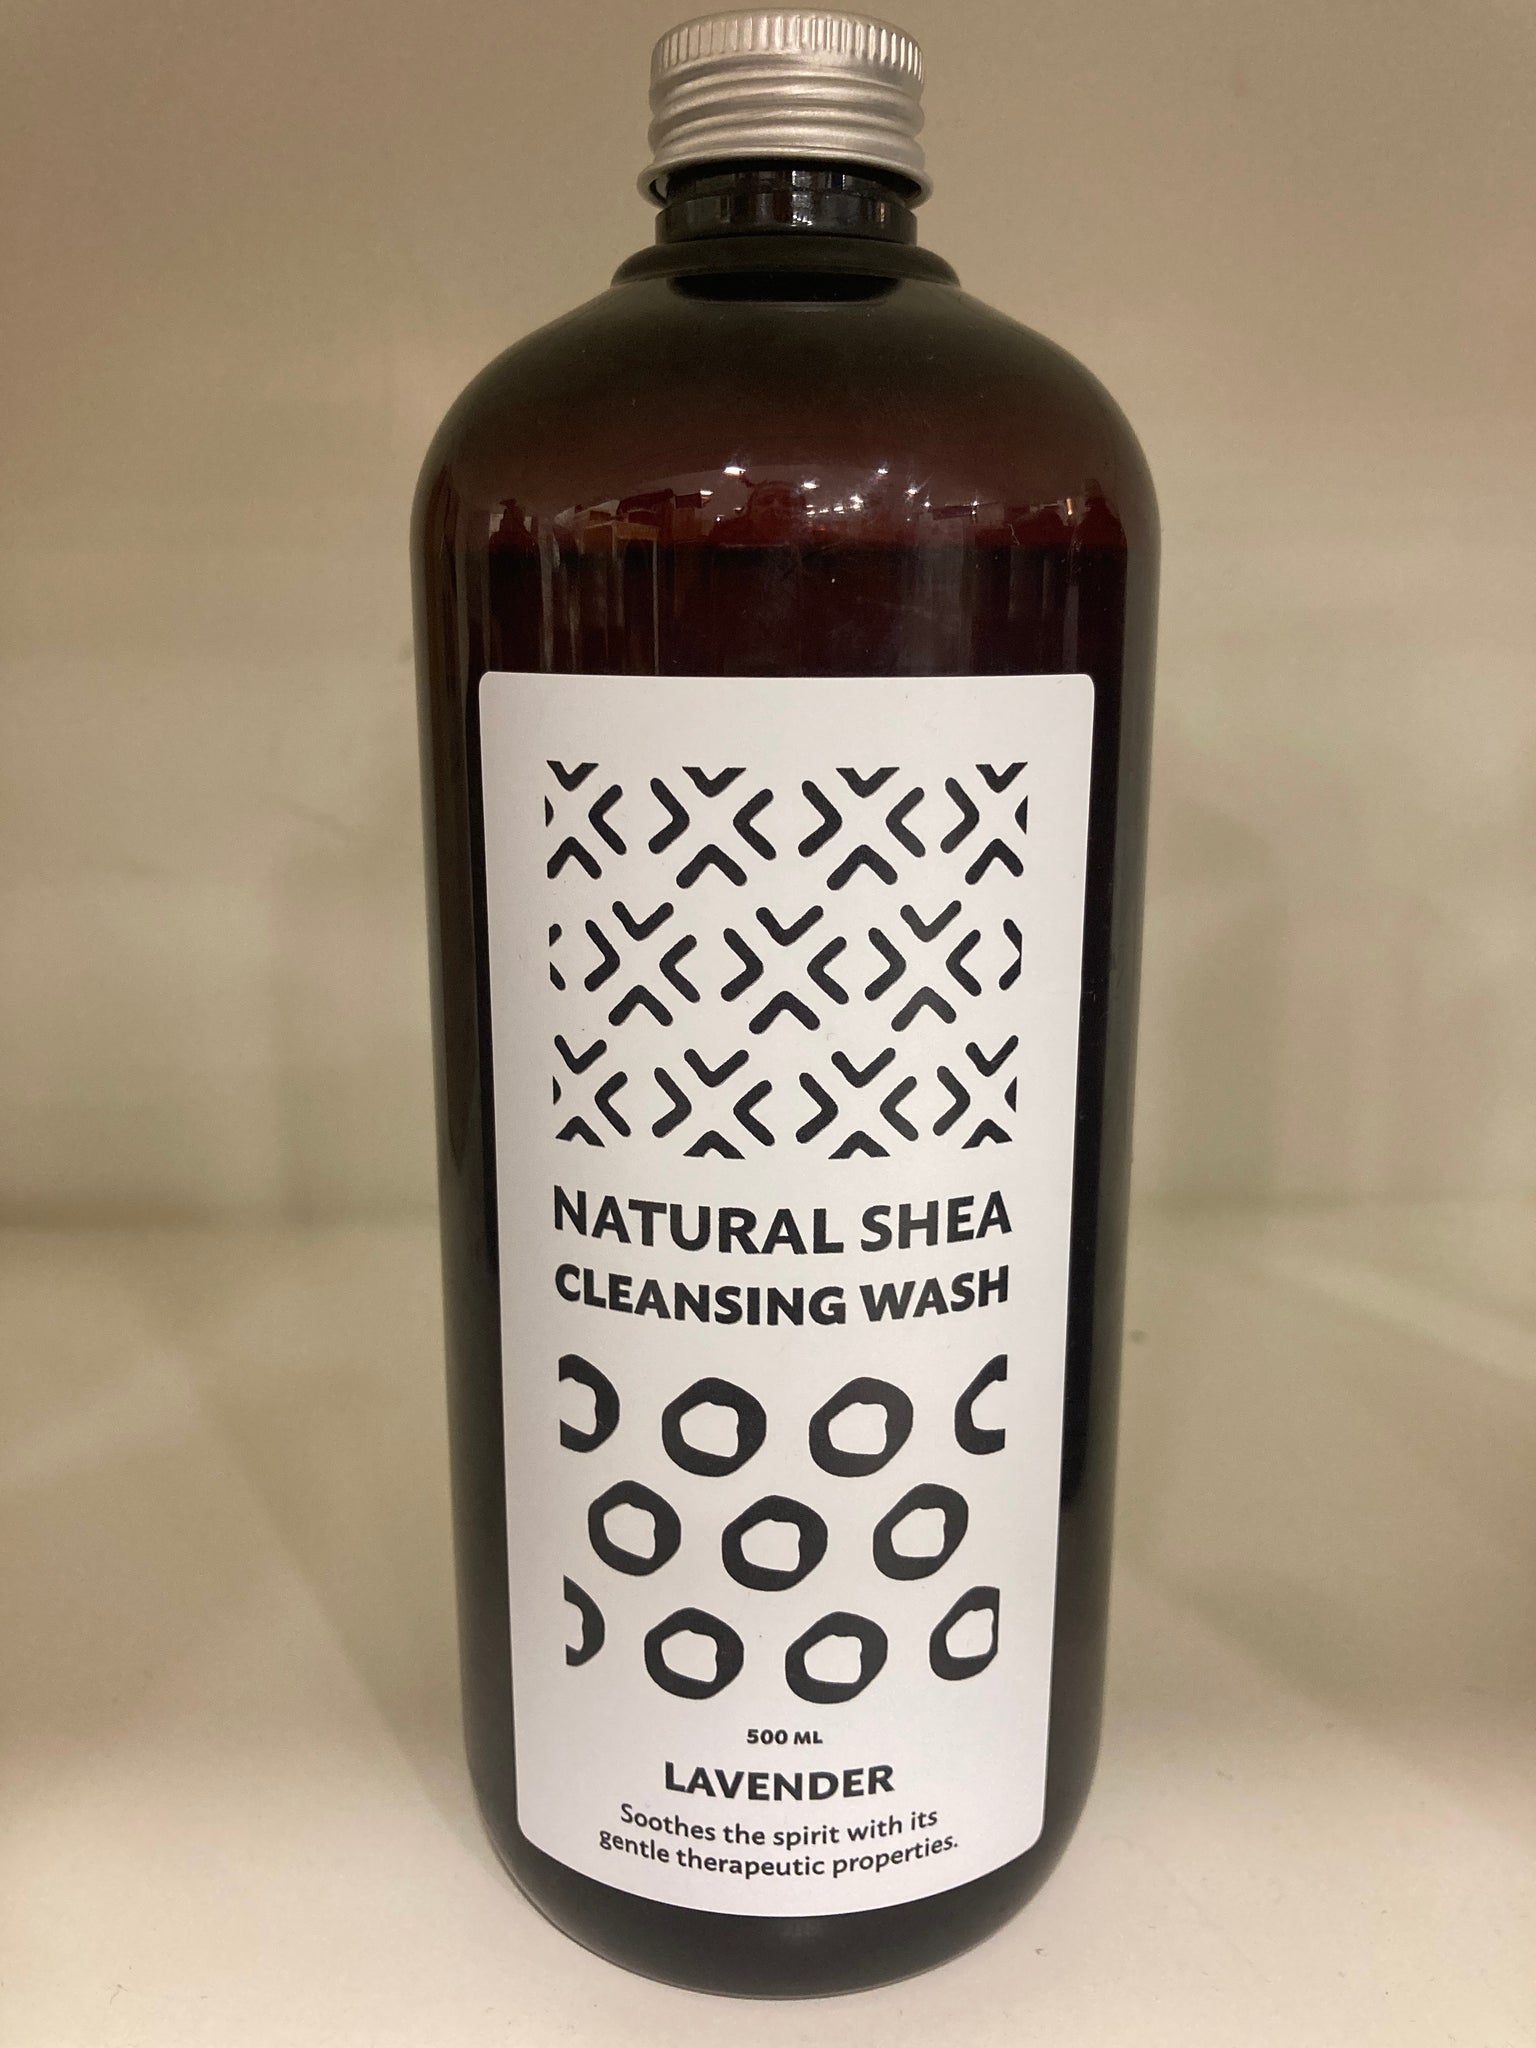 NATURAL SHEA
CLEANSING WASH
500 ML
LAVENDER
Soothes the spirit with its
gentle therapeutic properties.